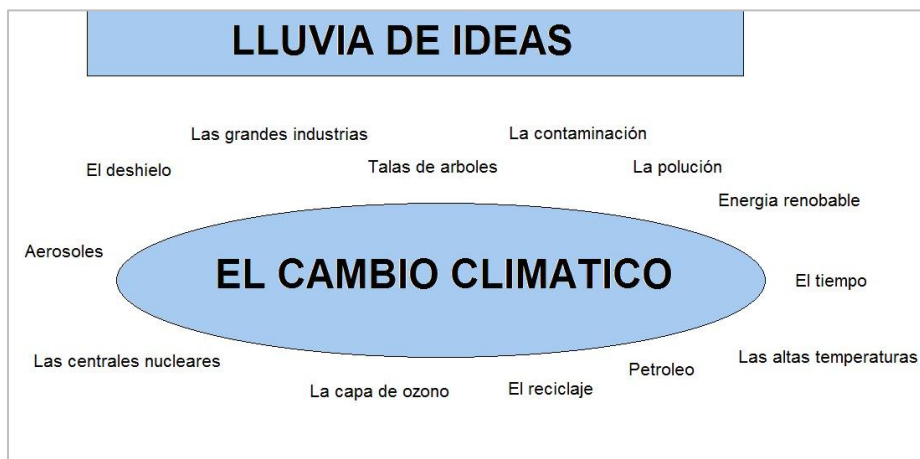 LLUVIA DE IDEAS
Las grandes industrias
La contaminación
El deshielo
Talas de arboles
La polución
Energia renobable
Aerosoles
EL CAMBIO CLIMATICO
El tiempo
Las centrales nucleares
La capa de ozono
El reciclaje
Petroleo
Las altas temperaturas